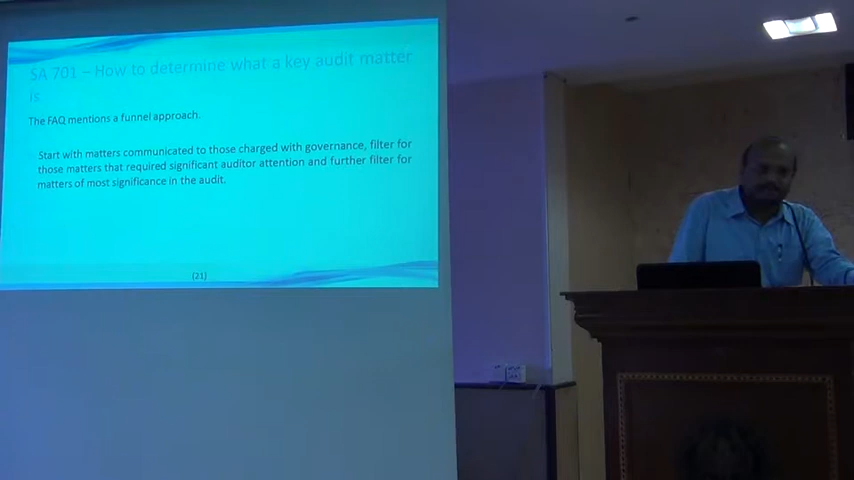 SA 701 – How to determine what a key audit matter
is
The FAQ mentions a funnel approach.
Start with matters communicated to those charged with governance, filter for
those matters that required significant auditor attention and further filter for
matters of most significance in the audit.
(21)